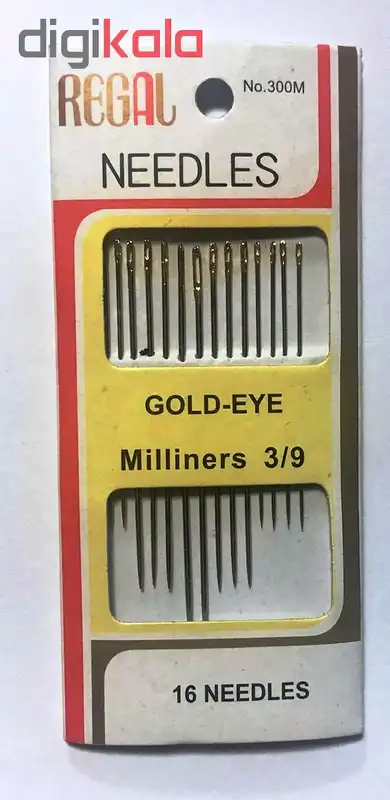 digikala
REGAL
No.300M
NEEDLES
GOLD-EYE
Milliners 3/9
16 NEEDLES